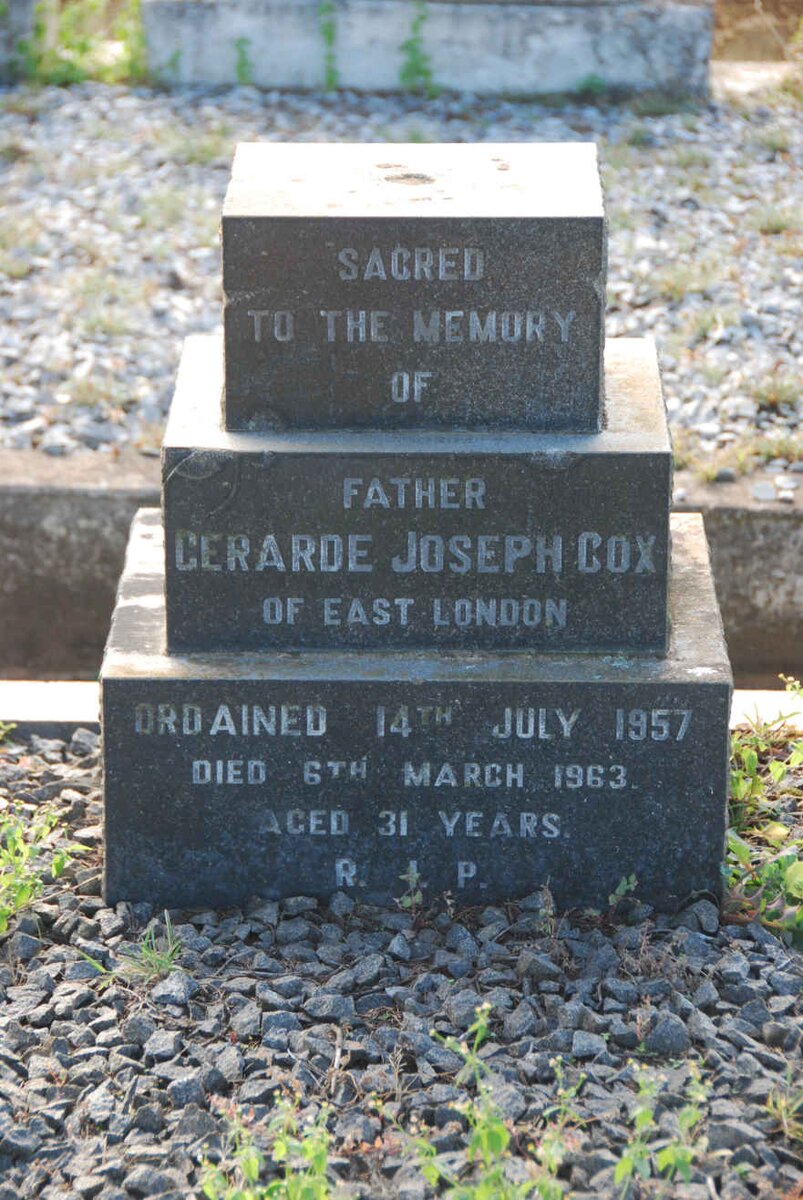 SACRED
TO THE MEMORY
OF
FATHER
GERARDE JOSEPH COX
OF EAST LONDON
ORDAINED 14TH JULY 1957
DIED 6TH MARCH 1963.
AGED 31 YEARS.
R. I. P.